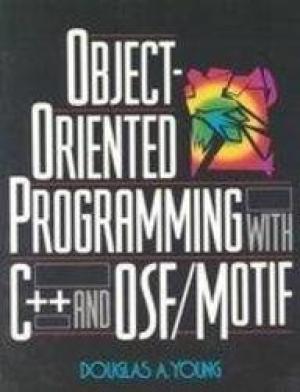 OBJECT-
ORIENTED
PROGRAMMING WITH
C++ AND OSF/MOTIF
DOUGLAS A. YOUNG